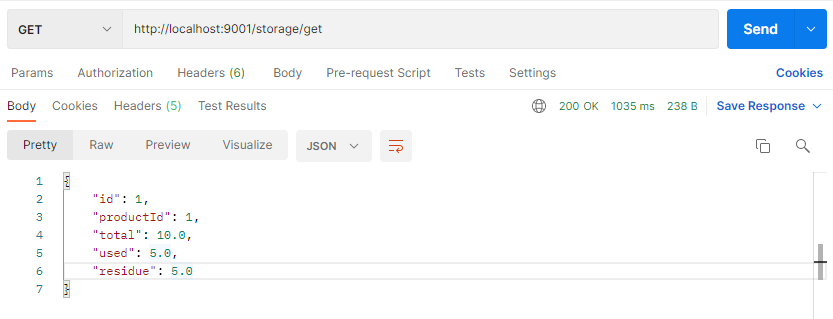 GET http://localhost:9001/storage/get Send
Params Authorization Headers (6) Body Pre-request Script Tests Settings Cookies
Body Cookies Headers (5) Test Results 200 OK 1035 ms 238 B Save Response
Pretty Raw Preview Visualize JSON
1 {
2 "id": 1,
3 "productId": 1,
4 "total": 10.0,
5 "used": 5.0,
6 "residue": 5.0
7 }